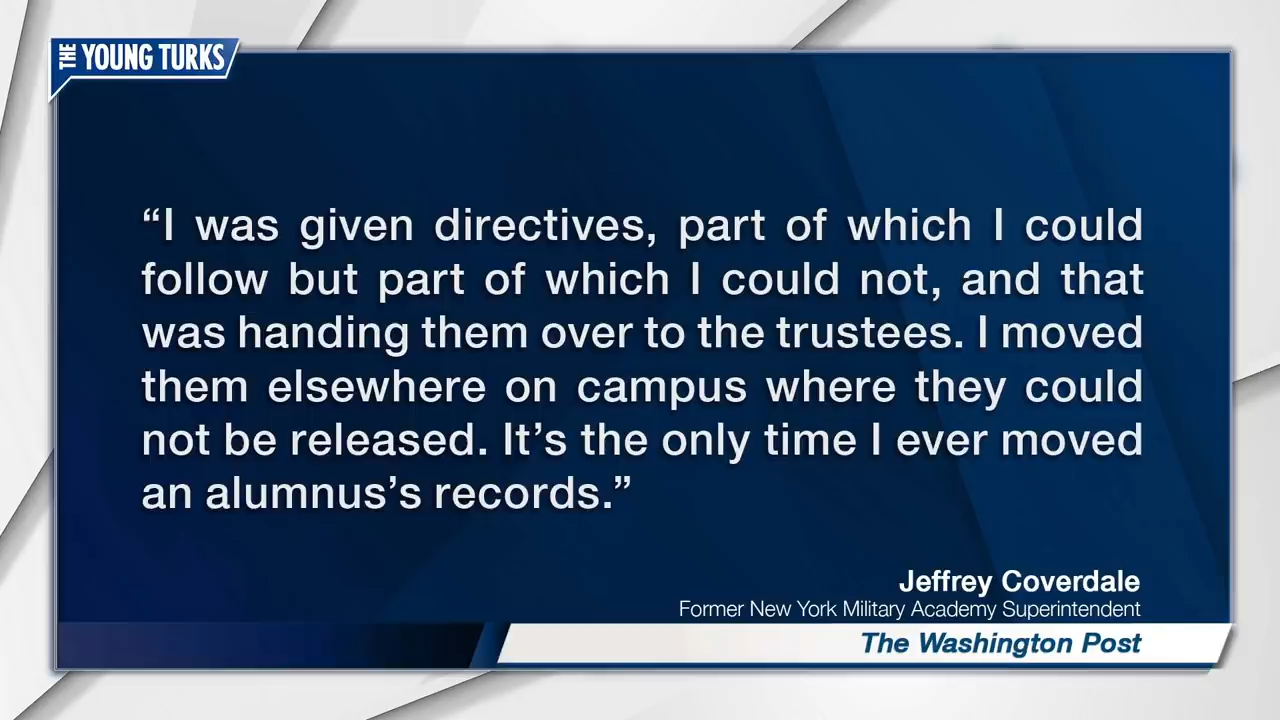 THE YOUNG TURKS
“I was given directives, part of which I could
follow but part of which I could not, and that
was handing them over to the trustees. I moved
them elsewhere on campus where they could
not be released. It’s the only time I ever moved
an alumnus’s records.”
Jeffrey Coverdale
Former New York Military Academy Superintendent
The Washington Post